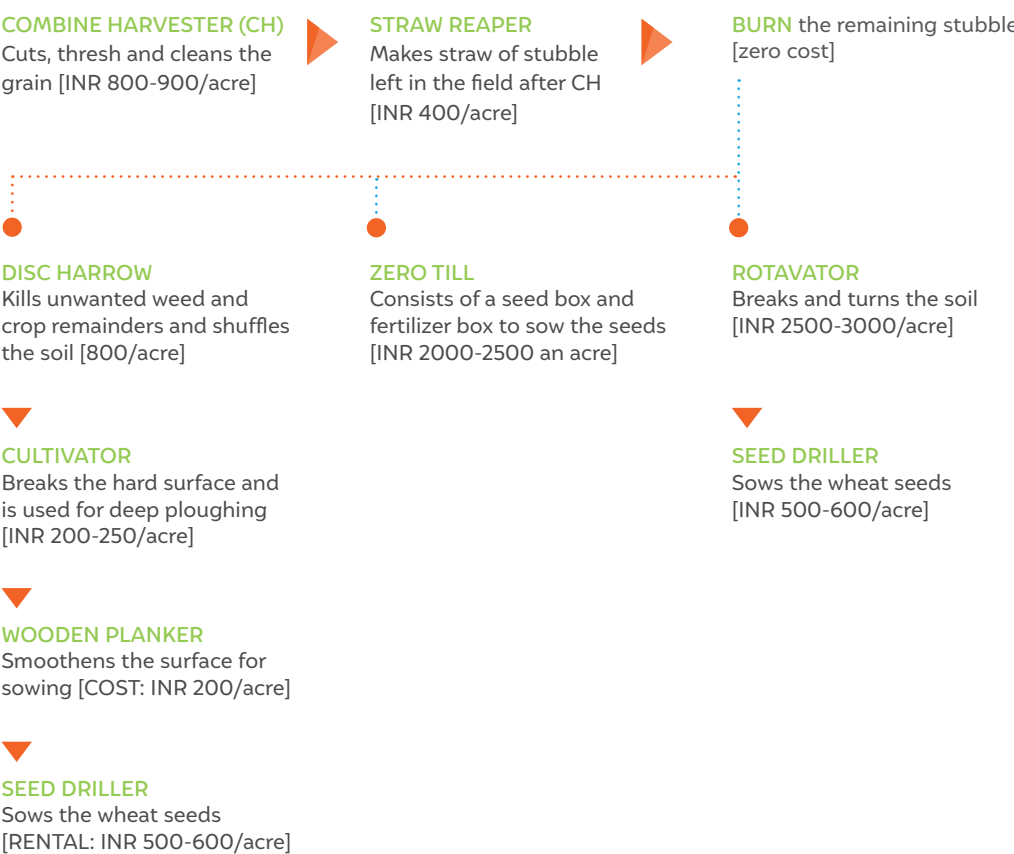 COMBINE HARVESTER (CH)
Cuts, thresh and cleans the
grain [INR 800-900/acre]
STRAW REAPER
Makes straw of stubble
left in the field after CH
[INR 400/acre]
BURN the remaining stubble
[zero cost]
DISC HARROW
Kills unwanted weed and
crop remainders and shuffles
the soil [800/acre]
ZERO TILL
Consists of a seed box and
fertilizer box to sow the seeds
[INR 2000-2500 an acre]
ROTAVATOR
Breaks and turns the soil
[INR 2500-3000/acre]
CULTIVATOR
Breaks the hard surface and
is used for deep ploughing
[INR 200-250/acre]
SEED DRILLER
Sows the wheat seeds
[INR 500-600/acre]
WOODEN PLANKER
Smoothens the surface for
sowing [COST: INR 200/acre]
SEED DRILLER
Sows the wheat seeds
[RENTAL: INR 500-600/acre]